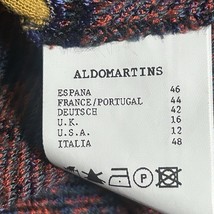 ALDOMARTINS
ESPANA 46
FRANCE/PORTUGAL 44
DEUTSCH 42
U.K. 16
U.S.A. 12
ITALIA 48